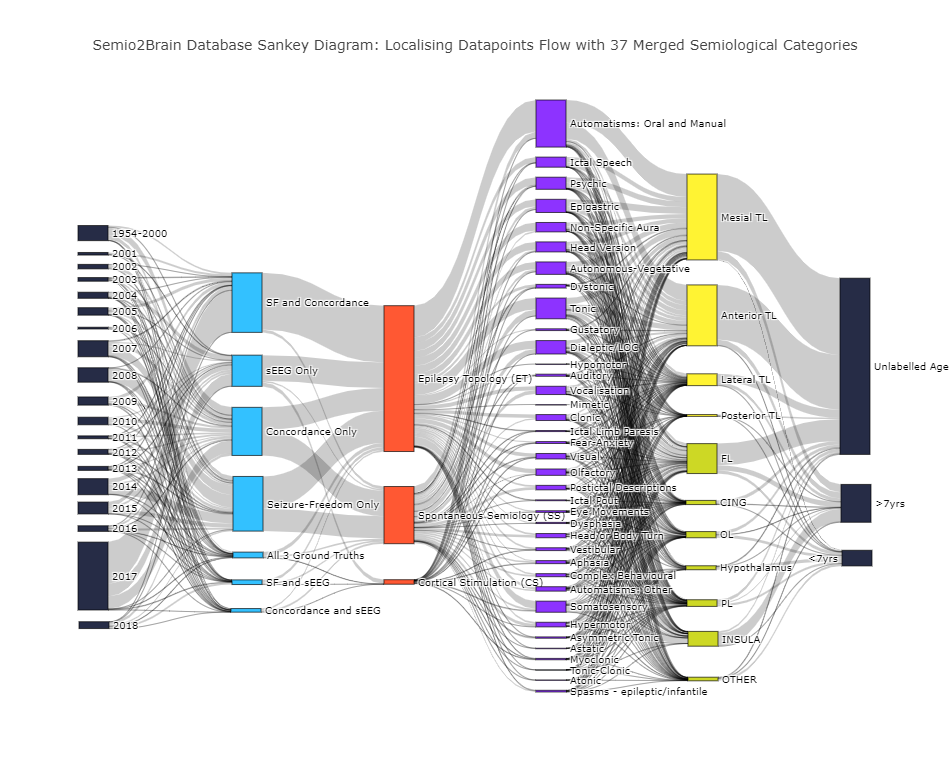 Semio2Brain Database Sankey Diagram: Localising Datapoints Flow with 37 Merged Semiological Categories
1954-2000
2001
2002
2003
2004
2005
2006
2007
2008
2009
2010
2011
2012
2013
2014
2015
2016
2017
2018
SF and Concordance
sEEG Only
Concordance Only
Seizure-Freedom Only
All 3 Ground Truths
SF and sEEG
Concordance and sEEG
Epilepsy Topology (ET)
Spontaneous Semiology (SS)
Cortical Stimulation (CS)
Automatisms: Oral and Manual
Ictal Speech
Psychic
Epigastric
Non-Specific Aura
Head Version
Autonomous-Vegetative
Dystonic
Tonic
Gustatory
Dialeptic/LOC
Hypomotor
Auditory
Vocalisation
Mimetic
Clonic
Ictal Limb Paresis
Fear-Anxiety
Visual
Olfactory
Postictal Descriptions
Ictal Pout
Eye Movements
Dysphasia
Head or Body Turn
Vestibular
Aphasia
Complex Behavioural
Automatisms: Other
Somatosensory
Hypermotor
Asymmetric Tonic
Astatic
Myoclonic
Tonic-Clonic
Atonic
Spasms - epileptic/infantile
Mesial TL
Anterior TL
Lateral TL
Posterior TL
FL
CING
OL
Hypothalamus
PL
INSULA
OTHER
Unlabelled Age
>7yrs
<7yrs